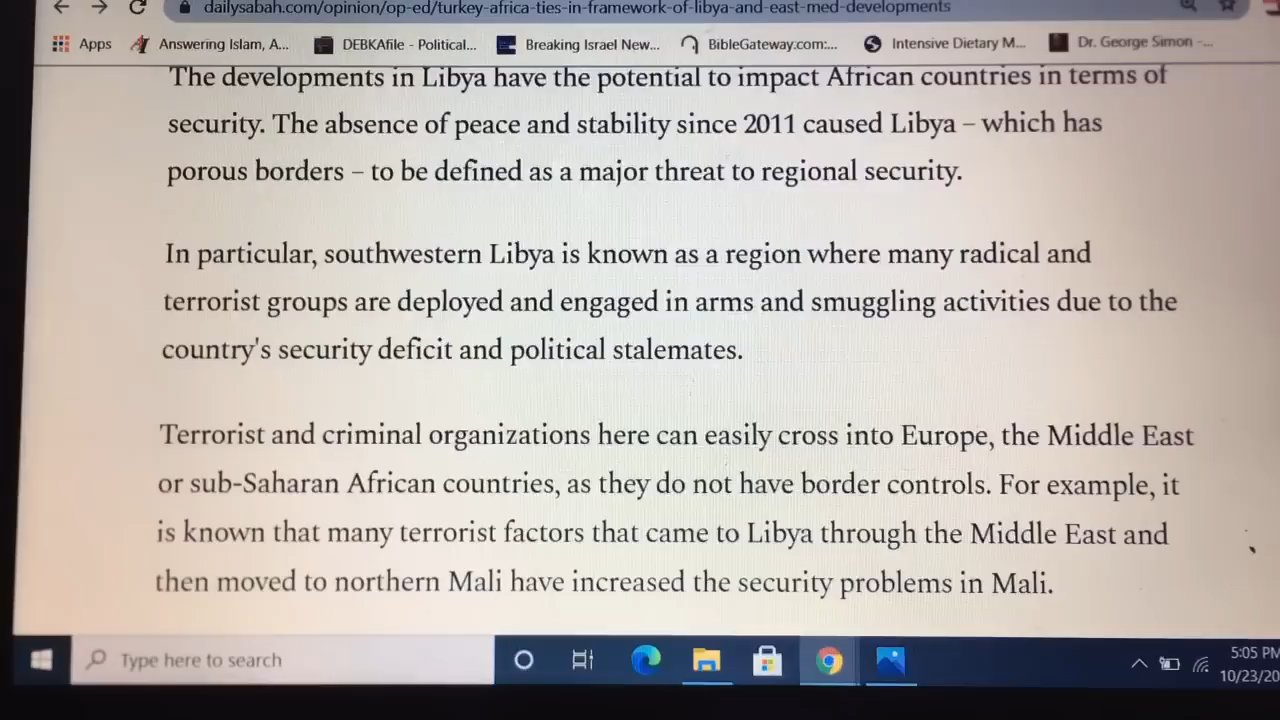 dailysabah.com/opinion/op-ed/turkey-africa-ties-in-framework-of-libya-and-east-med-developments
Apps Answering Islam, A... DEBKAfile - Political... Breaking Israel New... BibleGateway.com:... Intensive Dietary M... Dr. George Simon -...
The developments in Libya have the potential to impact African countries in terms of
security. The absence of peace and stability since 2011 caused Libya – which has
porous borders – to be defined as a major threat to regional security.
In particular, southwestern Libya is known as a region where many radical and
terrorist groups are deployed and engaged in arms and smuggling activities due to the
country's security deficit and political stalemates.
Terrorist and criminal organizations here can easily cross into Europe, the Middle East
or sub-Saharan African countries, as they do not have border controls. For example, it
is known that many terrorist factors that came to Libya through the Middle East and
then moved to northern Mali have increased the security problems in Mali.
Type here to search
5:05 PM
10/23/20